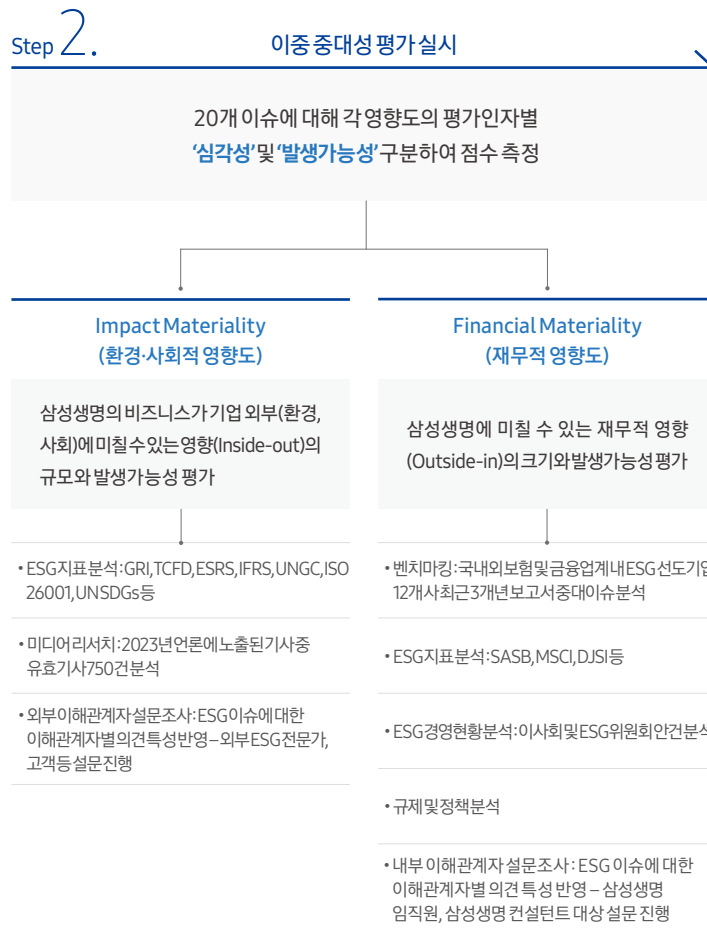 Step 2.
이중 중대성 평가 실시
20개 이슈에 대해 각 영향도의 평가인자별
‘심각성’ 및 ‘발생가능성’ 구분하여 점수 측정
Impact Materiality
(환경·사회적 영향도)
삼성생명의 비즈니스가 기업 외부(환경,
사회)에 미칠 수 있는 영향(Inside-out)의
규모와 발생가능성 평가
• ESG지표 분석: GRI, TCFD, ESRS, IFRS, UNGC, ISO
26001, UN SDGs 등
• 미디어 리서치: 2023년 언론에 노출된 기사 중
유효기사 750건 분석
• 외부 이해관계자 설문조사: ESG 이슈에 대한
이해관계자별 의견 특성 반영 – 외부 ESG 전문가,
고객 등 설문 진행
Financial Materiality
(재무적 영향도)
삼성생명에 미칠 수 있는 재무적 영향
(Outside-in)의 크기와 발생가능성 평가
• 벤치마킹: 국내외 보험 및 금융업계 내 ESG 선도기업
12개사 최근 3개년 보고서 중대이슈 분석
• ESG지표 분석: SASB, MSCI, DJSI 등
• ESG경영현황 분석: 이사회 및 ESG위원회 안건 분석
• 규제 및 정책 분석
• 내부 이해관계자 설문조사: ESG 이슈에 대한
이해관계자별 의견 특성 반영 – 삼성생명
임직원, 삼성생명 컨설턴트 대상 설문 진행